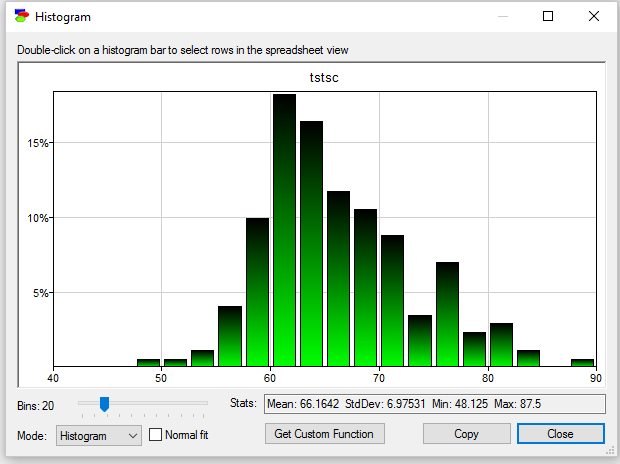 Histogram
Double-click on a histogram bar to select rows in the spreadsheet view
tstsc
15%
10%
5%
40 50 60 70 80 90
Bins: 20
Stats: Mean: 66.1642 StdDev: 6.97531 Min: 48.125 Max: 87.5
Mode: Histogram Normal fit Get Custom Function Copy Close